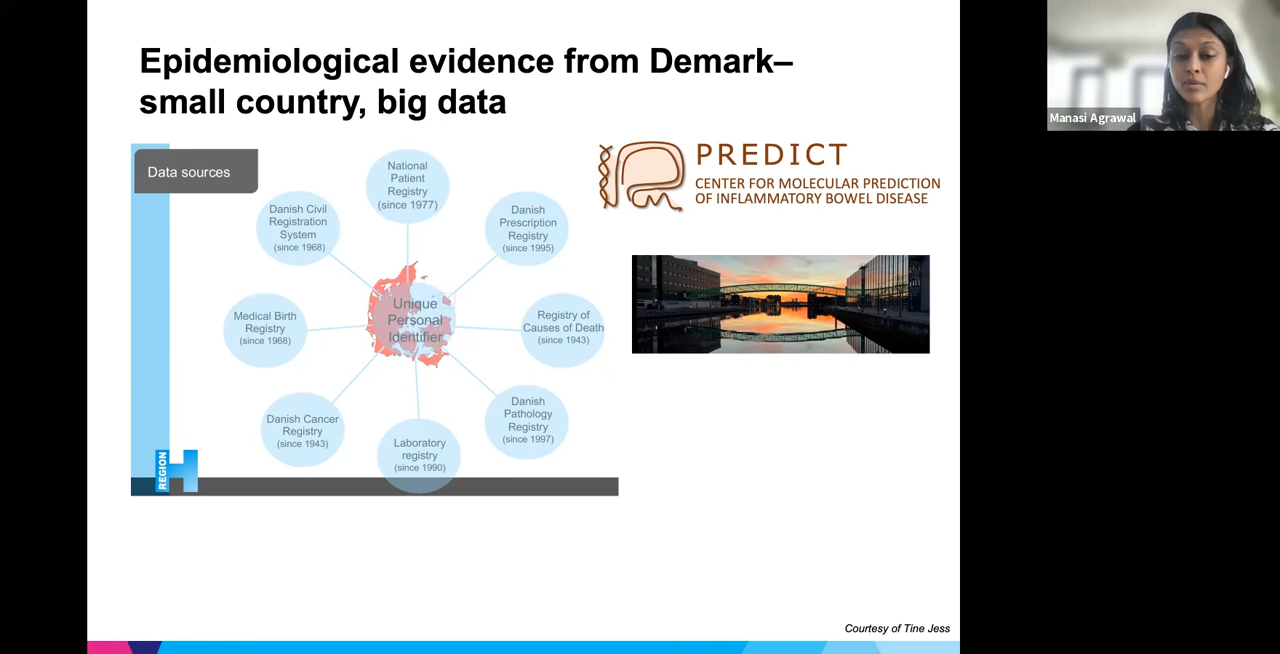 Epidemiological evidence from Demark–
small country, big data
Data sources
National
Patient
Registry
(since 1977)
Danish Civil
Registration
System
(since 1968)
Danish
Prescription
Registry
(since 1995)
Medical Birth
Registry
(since 1968)
Unique
Personal
Identifier
Registry of
Causes of Death
(since 1943)
Danish Cancer
Registry
(since 1943)
Laboratory
registry
(since 1990)
Danish
Pathology
Registry
(since 1997)
REGION
H
PREDICT
CENTER FOR MOLECULAR PREDICTION
OF INFLAMMATORY BOWEL DISEASE
Courtesy of Tine Jess
Manasi Agrawal